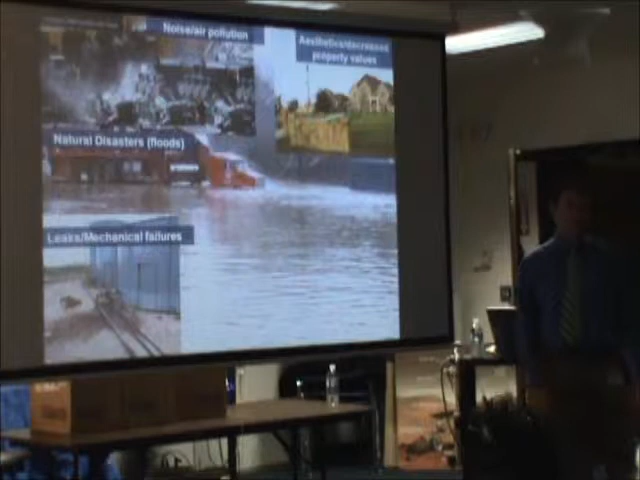 Noise/air pollution
Aesthetics/decreased
property values
Natural Disasters (floods)
Leaks/Mechanical failures